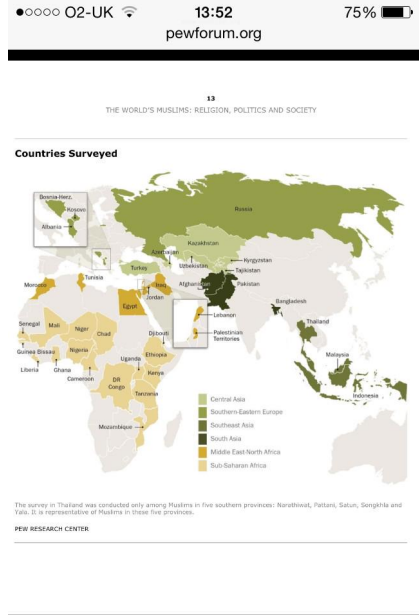 O2-UK 13:52 75%
pewforum.org
13
THE WORLD'S MUSLIMS: RELIGION, POLITICS AND SOCIETY
Countries Surveyed
Bosnia-Herz.
Kosovo
Albania
Russia
Kazakhstan
Azerbaijan
Kyrgyzstan
Turkey
Uzbekistan
Tajikistan
Tunisia
Morocco
Iraq
Afghanistan
Pakistan
Jordan
Egypt
Bangladesh
Lebanon
Senegal
Mali
Niger
Chad
Djibouti
Palestinian
Territories
Thailand
Guinea Bissau
Nigeria
Ethiopia
Uganda
Malaysia
Liberia
Ghana
Cameroon
DR
Congo
Kenya
Tanzania
Indonesia
Mozambique
Central Asia
Southern-Eastern Europe
Southeast Asia
South Asia
Middle East-North Africa
Sub-Saharan Africa
The survey in Thailand was conducted only among Muslims in five southern provinces: Narathiwat, Pattani, Satun, Songkhla and
Yala. It is representative of Muslims in these five provinces.
PEW RESEARCH CENTER